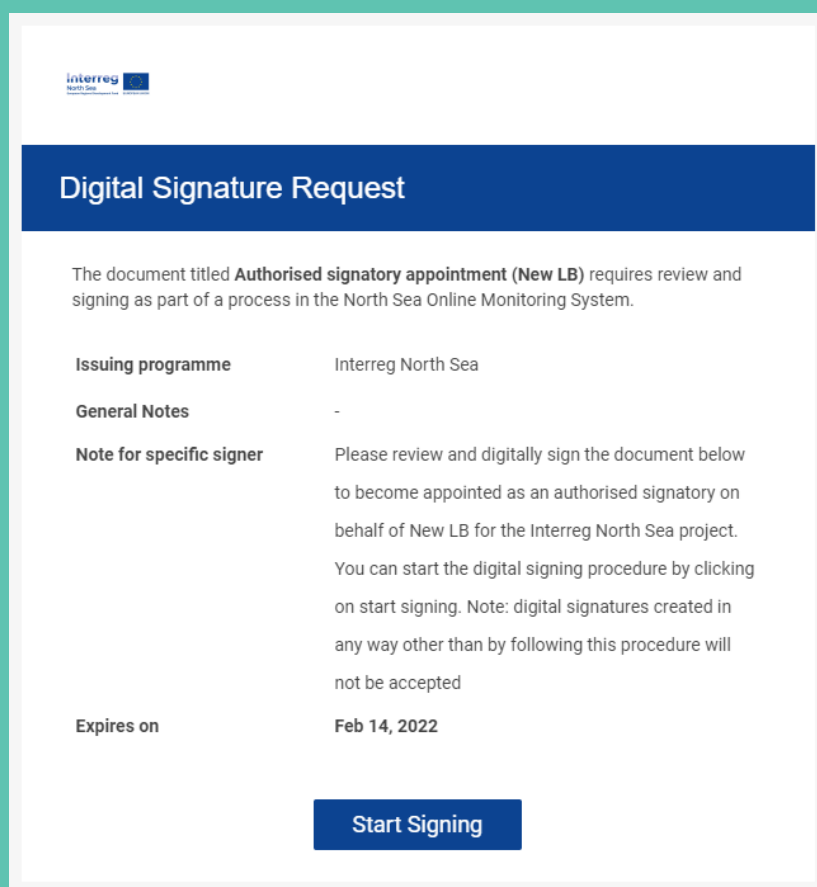 Interreg
North Sea
Digital Signature Request
The document titled Authorised signatory appointment (New LB) requires review and
signing as part of a process in the North Sea Online Monitoring System.
Issuing programme Interreg North Sea
General Notes -
Note for specific signer Please review and digitally sign the document below
to become appointed as an authorised signatory on
behalf of New LB for the Interreg North Sea project.
You can start the digital signing procedure by clicking
on start signing. Note: digital signatures created in
any way other than by following this procedure will
not be accepted
Expires on Feb 14, 2022
Start Signing